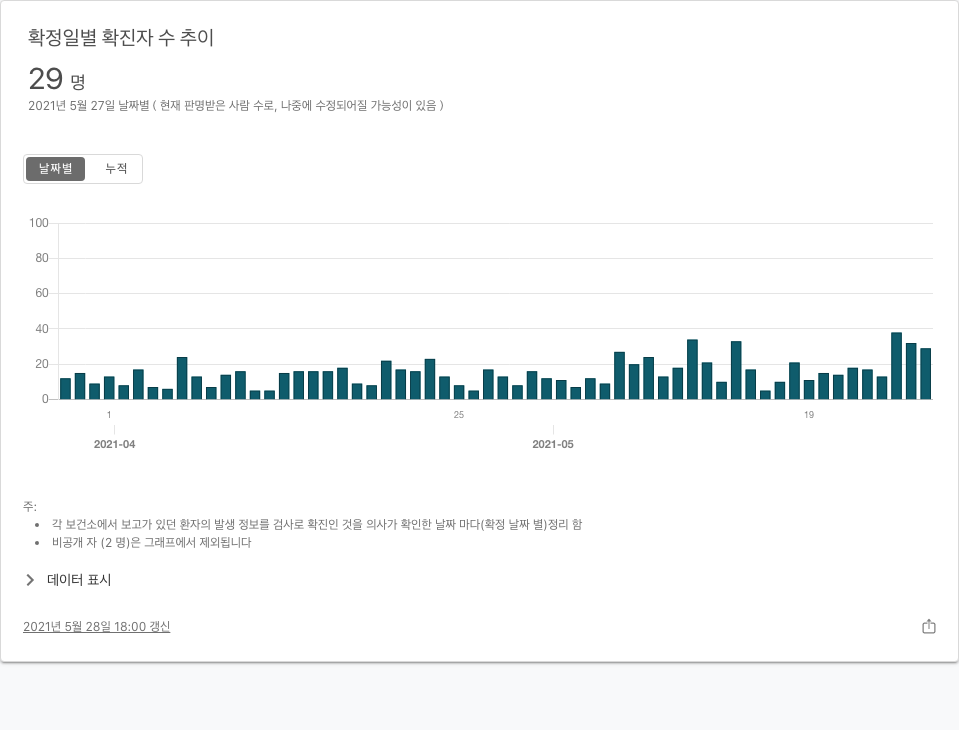 확정일별 확진자 수 추이
29 명
2021년 5월 27일 날짜별 ( 현재 판명받은 사람 수로, 나중에 수정되어질 가능성이 있음 )
날짜별 누적
100
80
60
40
20
0
1 25 19
2021-04 2021-05
주:
각 보건소에서 보고가 있던 환자의 발생 정보를 검사로 확진인 것을 의사가 확인한 날짜 마다(확정 날짜 별)정리 함
비공개 자 (2 명)은 그래프에서 제외됩니다
데이터 표시
2021년 5월 28일 18:00 갱신